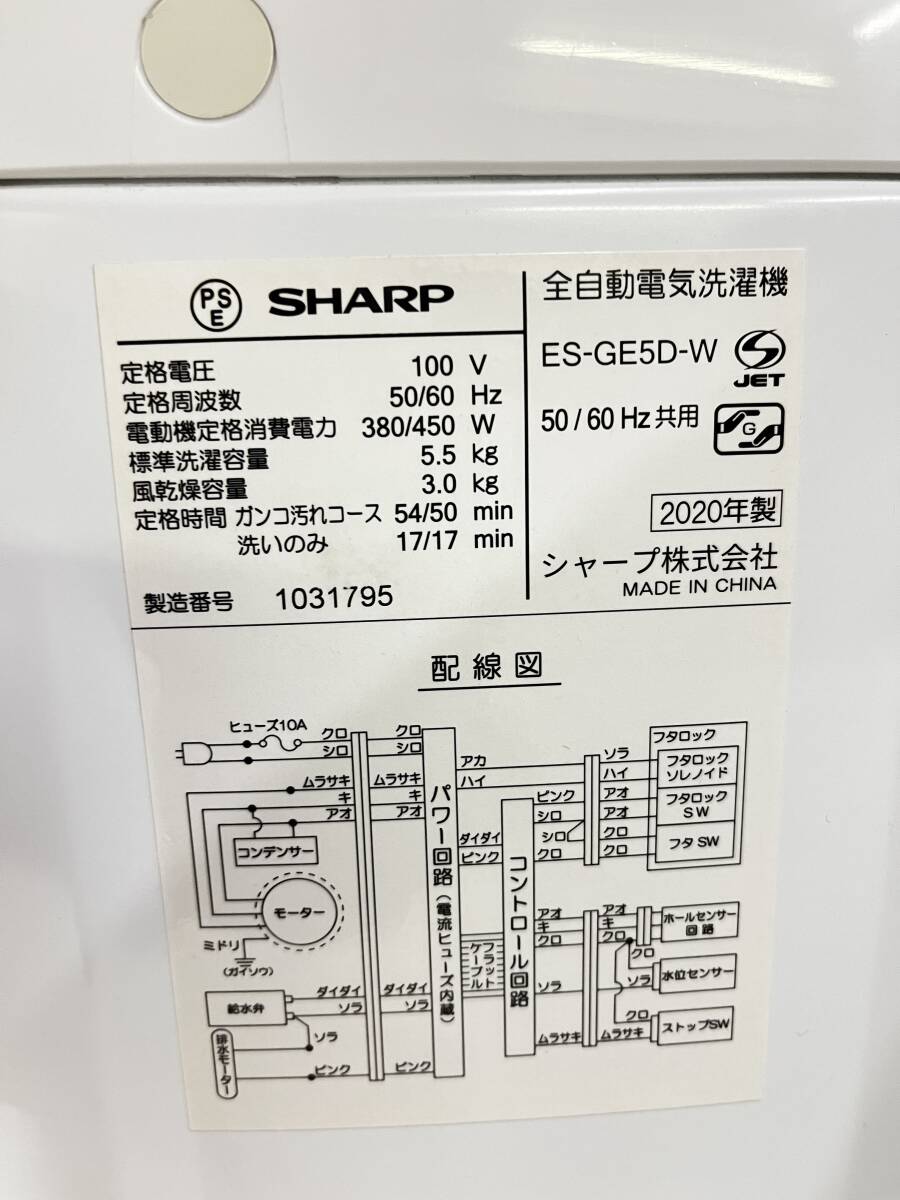 PS
E
SHARP
定格電圧 100 V
定格周波数 50/60 Hz
電動機定格消費電力 380/450 W
標準洗濯容量 5.5 kg
風乾燥容量 3.0 kg
定格時間 ガンコ汚れコース 54/50 min
洗いのみ 17/17 min
製造番号 1031795
全自動電気洗濯機
ES-GE5D-W
JET
50/60 Hz 共用
G
2020年製
シャープ株式会社
MADE IN CHINA
配線図
ヒューズ10A
クロ クロ
シロ シロ
ムラサキ ムラサキ
キ キ
アオ アオ
コンデンサー
モーター
ミドリ
(ガイソウ)
給水弁
ダイダイ ダイダイ
ソラ ソラ
ソラ
排水モーター
ピンク ピンク
パワー回路(電流ヒューズ内蔵)
アカ
ハイ
ダイダイ
ピンク
フラットケーブル
コントロール回路
ピンク
シロ
シロ
クロ
ソラ
ハイ
アオ
アオ
クロ
クロ
フタロック
フタロック
ソレノイド
フタロック
SW
フタ SW
アオ アオ
キ キ
クロ クロ
ホールセンサー
回路
クロ
ソラ ソラ
水位センサー
クロ
ムラサキ ムラサキ
ストップSW